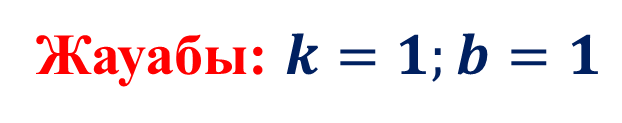 Жауабы: k = 1; b = 1